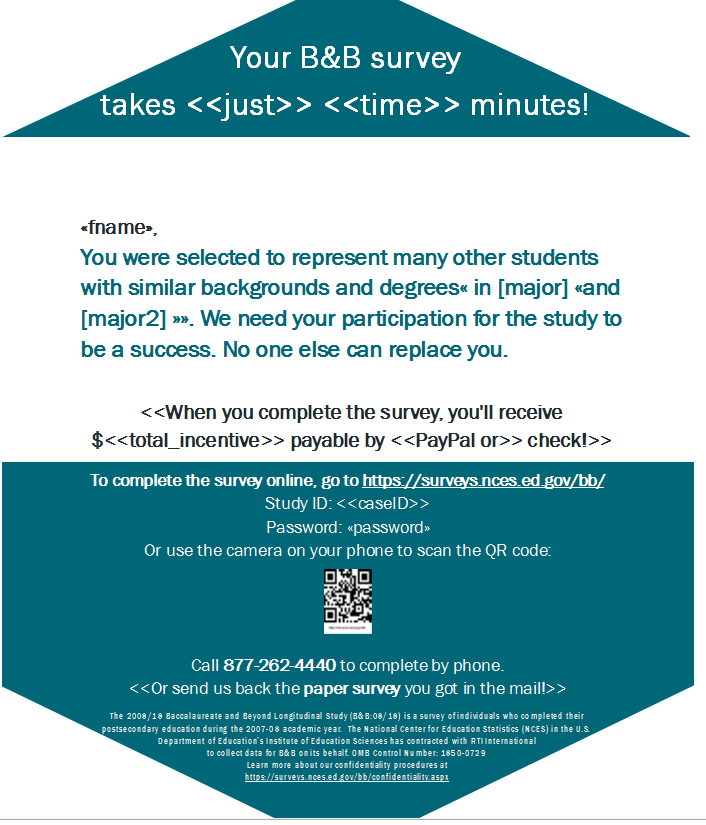 Your B&B survey
takes <<just>> <<time>> minutes!
«fname»,
You were selected to represent many other students
with similar backgrounds and degrees« in [major] «and
[major2] »». We need your participation for the study to
be a success. No one else can replace you.
<<When you complete the survey, you'll receive
$<<total_incentive>> payable by <<PayPal or>> check!>>
To complete the survey online, go to https://surveys.nces.ed.gov/bb/
Study ID: <<caseID>>
Password: «password»
Or use the camera on your phone to scan the QR code:
Call 877-262-4440 to complete by phone.
<<Or send us back the paper survey you got in the mail!>>
The 2008/18 Baccalaureate and Beyond Longitudinal Study (B&B:08/18) is a survey of individuals who completed their
postsecondary education during the 2007-08 academic year. The National Center for Education Statistics (NCES) in the U.S.
Department of Education's Institute of Education Sciences has contracted with RTI International
to collect data for B&B on its behalf. OMB Control Number: 1850-0729
Learn more about our confidentiality procedures at
https://surveys.nces.ed.gov/bb/confidentiality.aspx